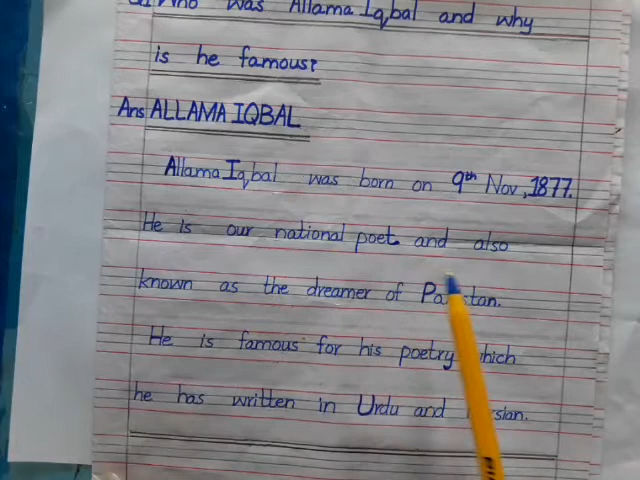 Who was Allama Iqbal and why
is he famous?
Ans ALLAMA IQBAL
Allama Iqbal was born on 9th Nov, 1877.
He is our national poet and also
known as the dreamer of
He is famous for his poetry
he has written in Urdu and